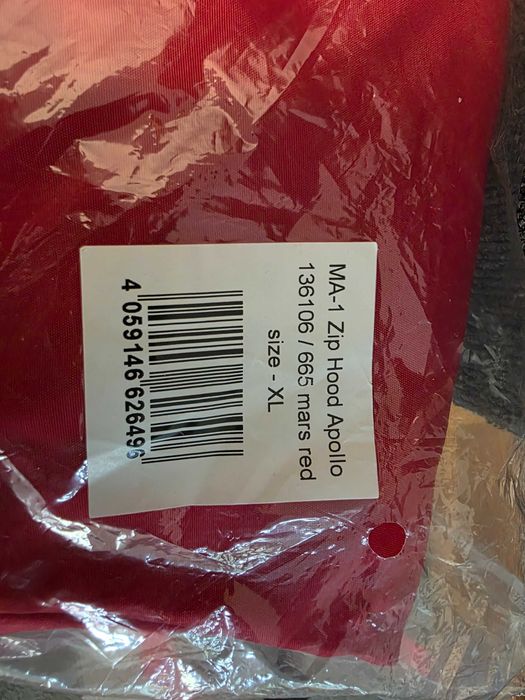 MA-1 Zip Hood Apollo
136106 / 665 mars red
size - XL
4 059146 626496